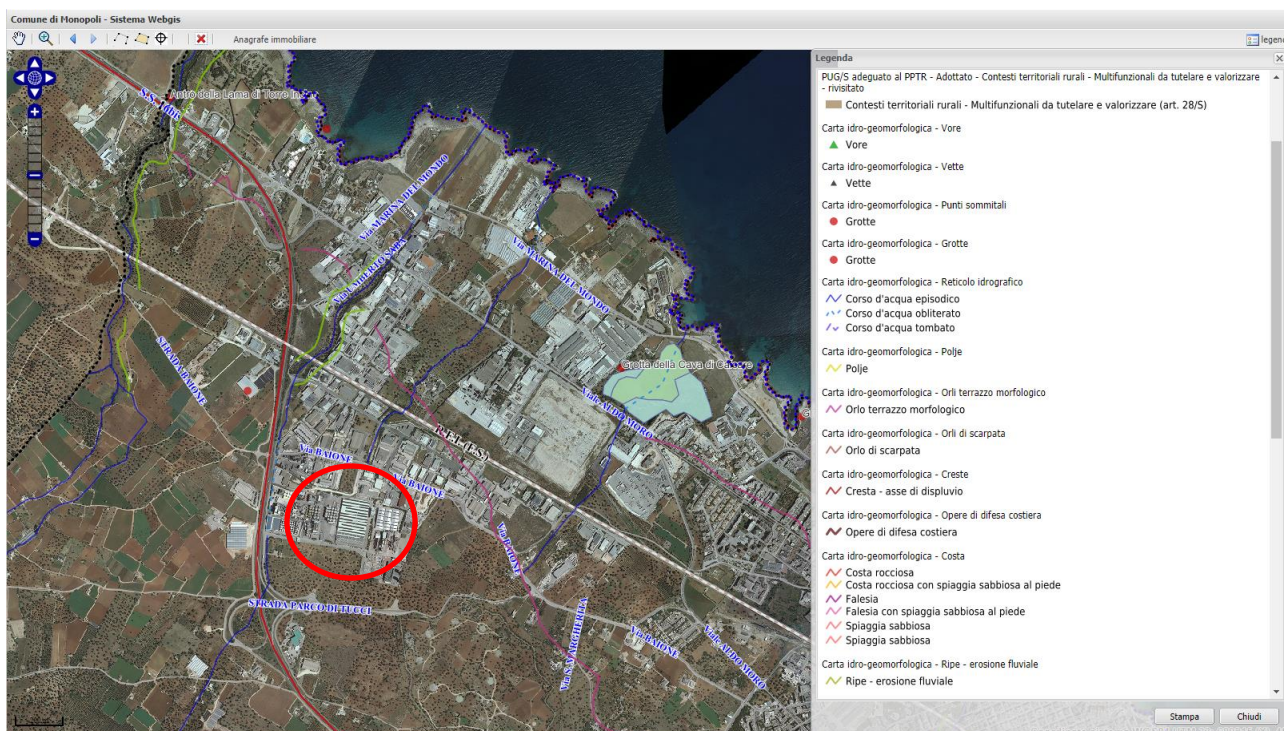 Comune di Monopoli - Sistema Webgis
Anagrafe immobiliare
Legenda
PUG/S adeguato al PPTR - Adottato - Contesti territoriali rurali - Multifunzionali da tutelare e valorizzare
- rivisitato
Contesti territoriali rurali - Multifunzionali da tutelare e valorizzare (art. 28/S)
Carta idro-geomorfologica - Vore
Vore
Carta idro-geomorfologica - Vette
Vette
Carta idro-geomorfologica - Punti sommitali
Grotte
Carta idro-geomorfologica - Grotte
Grotte
Carta idro-geomorfologica - Reticolo idrografico
Corso d'acqua episodico
Corso d'acqua obliterato
Corso d'acqua tombato
Carta idro-geomorfologica - Polje
Polje
Carta idro-geomorfologica - Orli terrazzo morfologico
Orlo terrazzo morfologico
Carta idro-geomorfologica - Orli di scarpata
Orlo di scarpata
Carta idro-geomorfologica - Creste
Cresta - asse di displuvio
Carta idro-geomorfologica - Opere di difesa costiera
Opere di difesa costiera
Carta idro-geomorfologica - Costa
Costa rocciosa
Costa rocciosa con spiaggia sabbiosa al piede
Falesia
Falesia con spiaggia sabbiosa al piede
Spiaggia sabbiosa
Spiaggia sabbiosa
Carta idro-geomorfologica - Ripe - erosione fluviale
Ripe - erosione fluviale
Stampa
Chiudi
Antro della Lama di Torre
S.S.
Via MARINA DEL MONDO
Via UMBERTO
Via MARINA DEL MONDO
Grotta della Cava di
STRADA BAIONE
Viale ALDO MORO
R.F.I. (F.S.)
Via BAIONE
Via BAIONE
Via BAIONE
STRADA PARCO DI TUCCI
Via S. MARGHERITA
Via BAIONE
Viale ALDO MORO